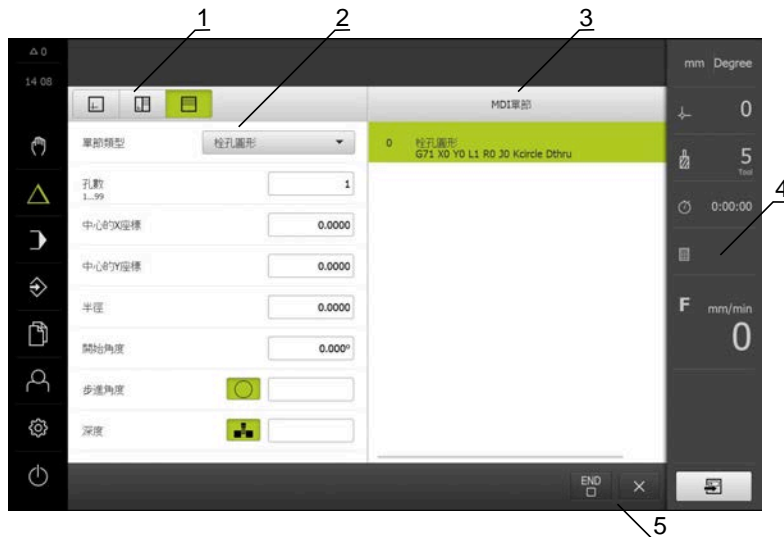 1
2
3
0
14 08
mm Degree
MDI單節
0
單節類型
栓孔圖形
0 栓孔圖形
G71 X0 Y0 L1 R0 J0 Kcircle Dthru
5
Tool
孔數
1...99
1
4
0:00:00
中心的X座標
0.0000
中心的Y座標
0.0000
半徑
0.0000
F mm/min
0
開始角度
0.000°
步進角度
深度
END
5